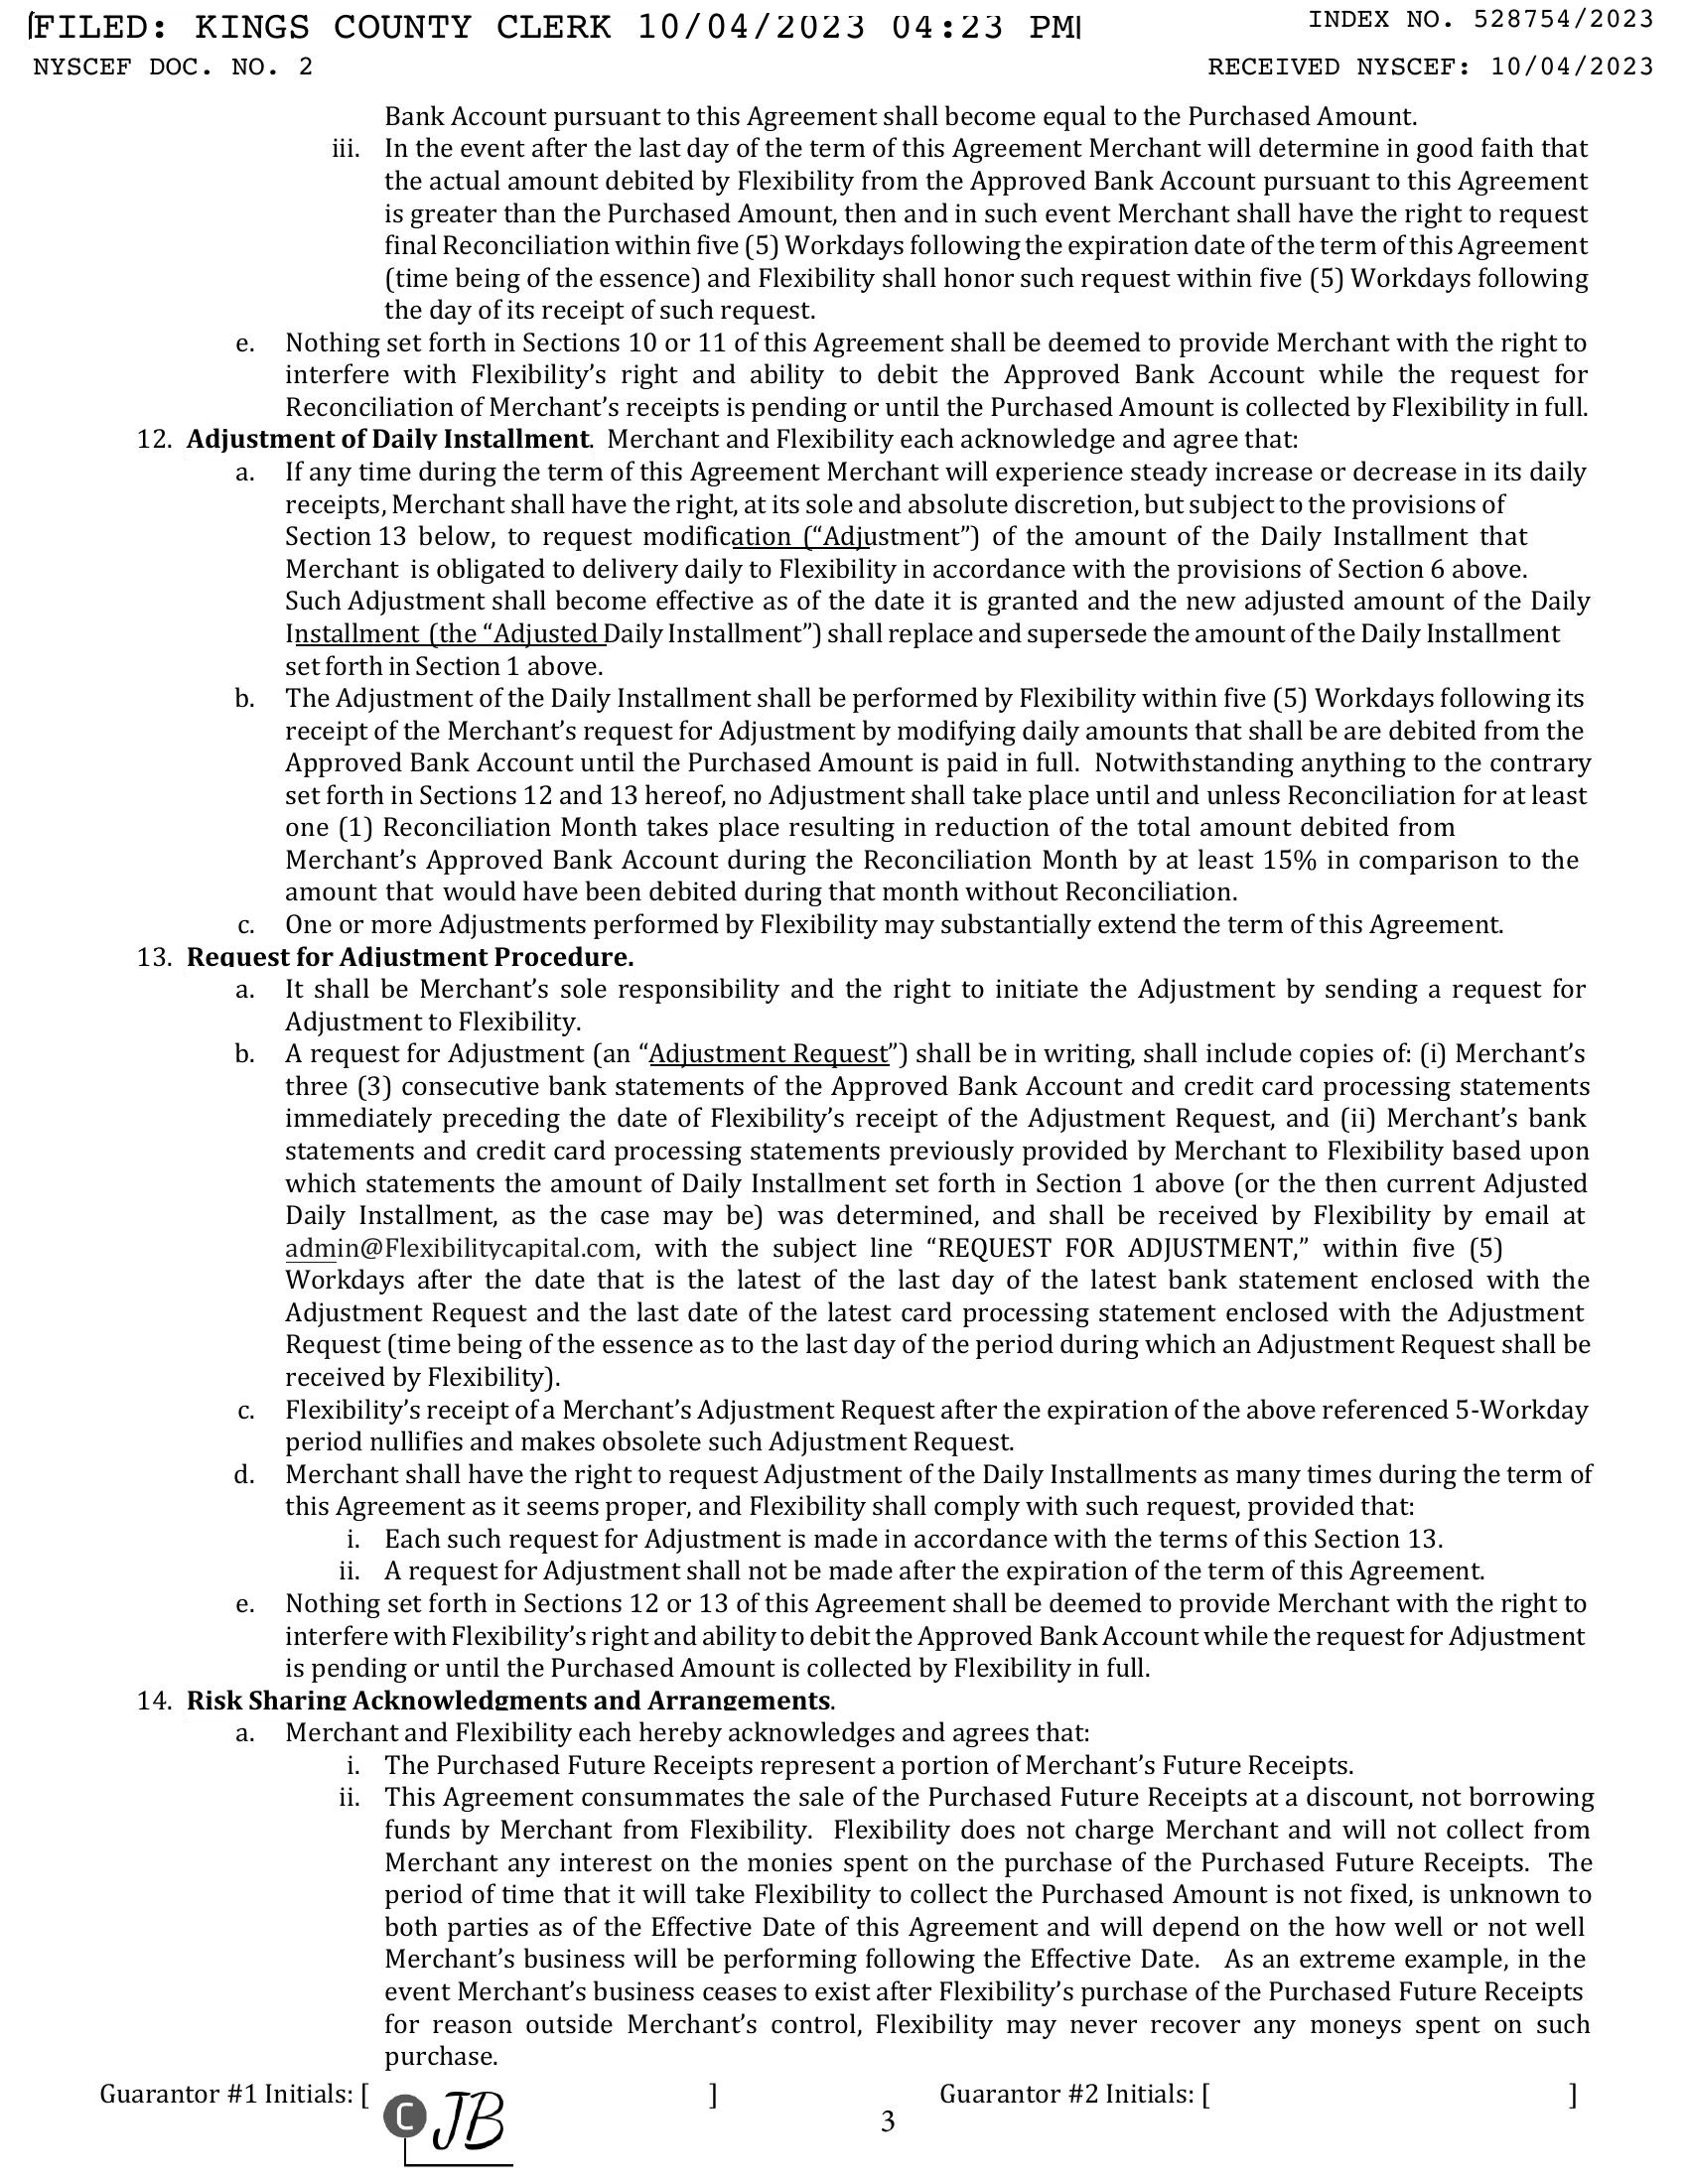 FILED: KINGS COUNTY CLERK 10/04/2023 04:23 PM
INDEX NO. 528754/2023
NYSCEF DOC. NO. 2
RECEIVED NYSCEF: 10/04/2023
Bank Account pursuant to this Agreement shall become equal to the Purchased Amount.
iii. In the event after the last day of the term of this Agreement Merchant will determine in good faith that
the actual amount debited by Flexibility from the Approved Bank Account pursuant to this Agreement
is greater than the Purchased Amount, then and in such event Merchant shall have the right to request
final Reconciliation within five (5) Workdays following the expiration date of the term of this Agreement
(time being of the essence) and Flexibility shall honor such request within five (5) Workdays following
the day of its receipt of such request.
e. Nothing set forth in Sections 10 or 11 of this Agreement shall be deemed to provide Merchant with the right to
interfere with Flexibility’s right and ability to debit the Approved Bank Account while the request for
Reconciliation of Merchant’s receipts is pending or until the Purchased Amount is collected by Flexibility in full.
12. Adjustment of Daily Installment. Merchant and Flexibility each acknowledge and agree that:
a. If any time during the term of this Agreement Merchant will experience steady increase or decrease in its daily
receipts, Merchant shall have the right, at its sole and absolute discretion, but subject to the provisions of
Section 13 below, to request modification (“Adjustment”) of the amount of the Daily Installment that
Merchant is obligated to delivery daily to Flexibility in accordance with the provisions of Section 6 above.
Such Adjustment shall become effective as of the date it is granted and the new adjusted amount of the Daily
Installment (the “Adjusted Daily Installment”) shall replace and supersede the amount of the Daily Installment
set forth in Section 1 above.
b. The Adjustment of the Daily Installment shall be performed by Flexibility within five (5) Workdays following its
receipt of the Merchant’s request for Adjustment by modifying daily amounts that shall be are debited from the
Approved Bank Account until the Purchased Amount is paid in full. Notwithstanding anything to the contrary
set forth in Sections 12 and 13 hereof, no Adjustment shall take place until and unless Reconciliation for at least
one (1) Reconciliation Month takes place resulting in reduction of the total amount debited from
Merchant’s Approved Bank Account during the Reconciliation Month by at least 15% in comparison to the
amount that would have been debited during that month without Reconciliation.
c. One or more Adjustments performed by Flexibility may substantially extend the term of this Agreement.
13. Request for Adjustment Procedure.
a. It shall be Merchant’s sole responsibility and the right to initiate the Adjustment by sending a request for
Adjustment to Flexibility.
b. A request for Adjustment (an “Adjustment Request”) shall be in writing, shall include copies of: (i) Merchant’s
three (3) consecutive bank statements of the Approved Bank Account and credit card processing statements
immediately preceding the date of Flexibility’s receipt of the Adjustment Request, and (ii) Merchant’s bank
statements and credit card processing statements previously provided by Merchant to Flexibility based upon
which statements the amount of Daily Installment set forth in Section 1 above (or the then current Adjusted
Daily Installment, as the case may be) was determined, and shall be received by Flexibility by email at
admin@Flexibilitycapital.com, with the subject line “REQUEST FOR ADJUSTMENT,” within five (5)
Workdays after the date that is the latest of the last day of the latest bank statement enclosed with the
Adjustment Request and the last date of the latest card processing statement enclosed with the Adjustment
Request (time being of the essence as to the last day of the period during which an Adjustment Request shall be
received by Flexibility).
c. Flexibility’s receipt of a Merchant’s Adjustment Request after the expiration of the above referenced 5-Workday
period nullifies and makes obsolete such Adjustment Request.
d. Merchant shall have the right to request Adjustment of the Daily Installments as many times during the term of
this Agreement as it seems proper, and Flexibility shall comply with such request, provided that:
i. Each such request for Adjustment is made in accordance with the terms of this Section 13.
ii. A request for Adjustment shall not be made after the expiration of the term of this Agreement.
e. Nothing set forth in Sections 12 or 13 of this Agreement shall be deemed to provide Merchant with the right to
interfere with Flexibility’s right and ability to debit the Approved Bank Account while the request for Adjustment
is pending or until the Purchased Amount is collected by Flexibility in full.
14. Risk Sharing Acknowledgments and Arrangements.
a. Merchant and Flexibility each hereby acknowledges and agrees that:
i. The Purchased Future Receipts represent a portion of Merchant’s Future Receipts.
ii. This Agreement consummates the sale of the Purchased Future Receipts at a discount, not borrowing
funds by Merchant from Flexibility. Flexibility does not charge Merchant and will not collect from
Merchant any interest on the monies spent on the purchase of the Purchased Future Receipts. The
period of time that it will take Flexibility to collect the Purchased Amount is not fixed, is unknown to
both parties as of the Effective Date of this Agreement and will depend on the how well or not well
Merchant’s business will be performing following the Effective Date. As an extreme example, in the
event Merchant’s business ceases to exist after Flexibility’s purchase of the Purchased Future Receipts
for reason outside Merchant’s control, Flexibility may never recover any moneys spent on such
purchase.
Guarantor #1 Initials: [ C JB ] Guarantor #2 Initials: [ ]
3